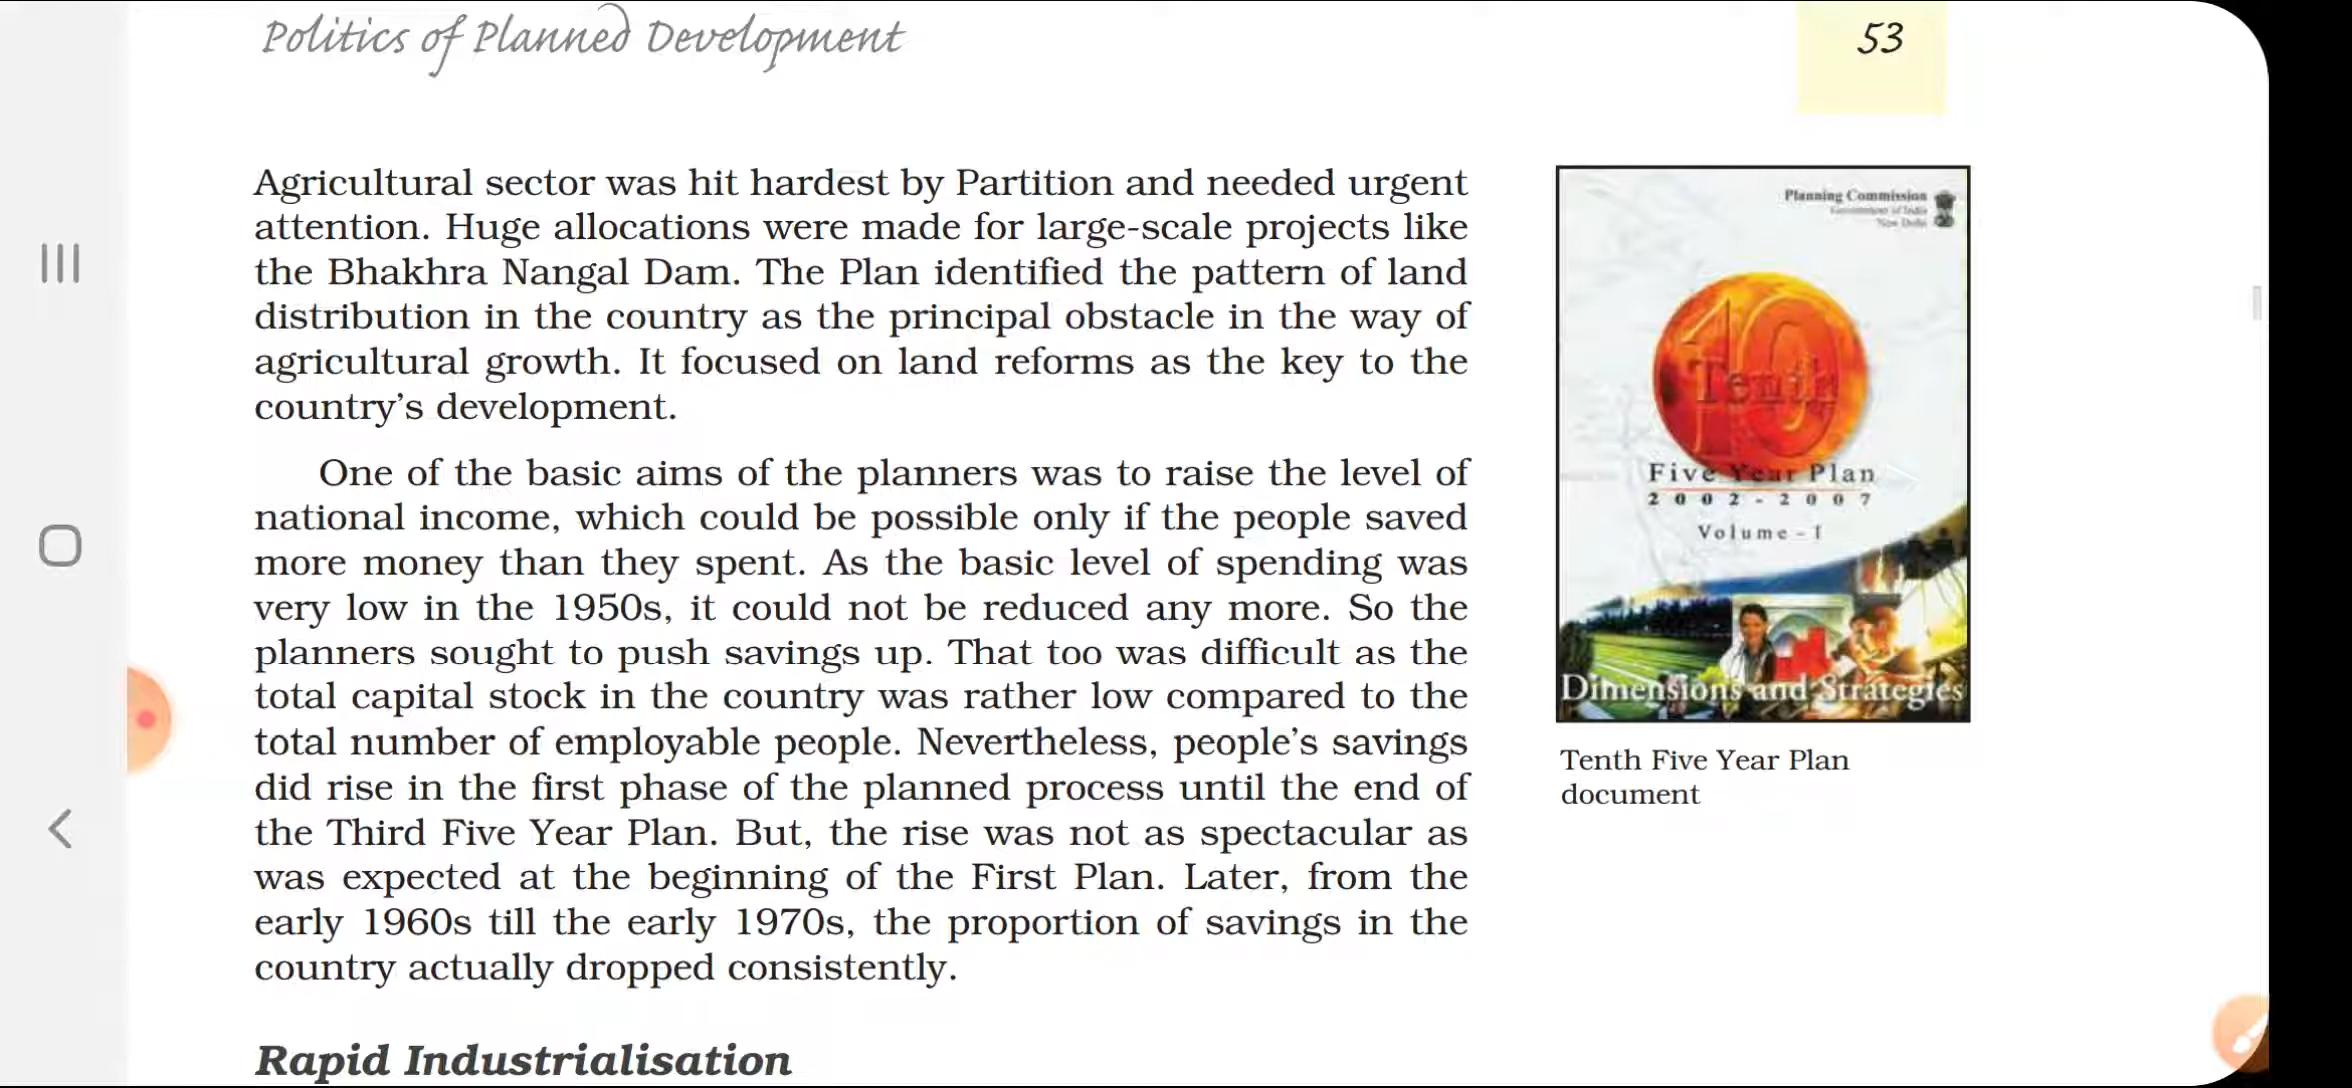 Politics of Planned Development
53
Agricultural sector was hit hardest by Partition and needed urgent
attention. Huge allocations were made for large-scale projects like
the Bhakhra Nangal Dam. The Plan identified the pattern of land
distribution in the country as the principal obstacle in the way of
agricultural growth. It focused on land reforms as the key to the
country's development.
One of the basic aims of the planners was to raise the level of
national income, which could be possible only if the people saved
more money than they spent. As the basic level of spending was
very low in the 1950s, it could not be reduced any more. So the
planners sought to push savings up. That too was difficult as the
total capital stock in the country was rather low compared to the
total number of employable people. Nevertheless, people's savings
did rise in the first phase of the planned process until the end of
the Third Five Year Plan. But, the rise was not as spectacular as
was expected at the beginning of the First Plan. Later, from the
early 1960s till the early 1970s, the proportion of savings in the
country actually dropped consistently.
Rapid Industrialisation
Planning Commission
Government of India
New Delhi
10
Tenth
Five Year Plan
2002-2007
Volume - I
Dimensions and Strategies
Tenth Five Year Plan
document